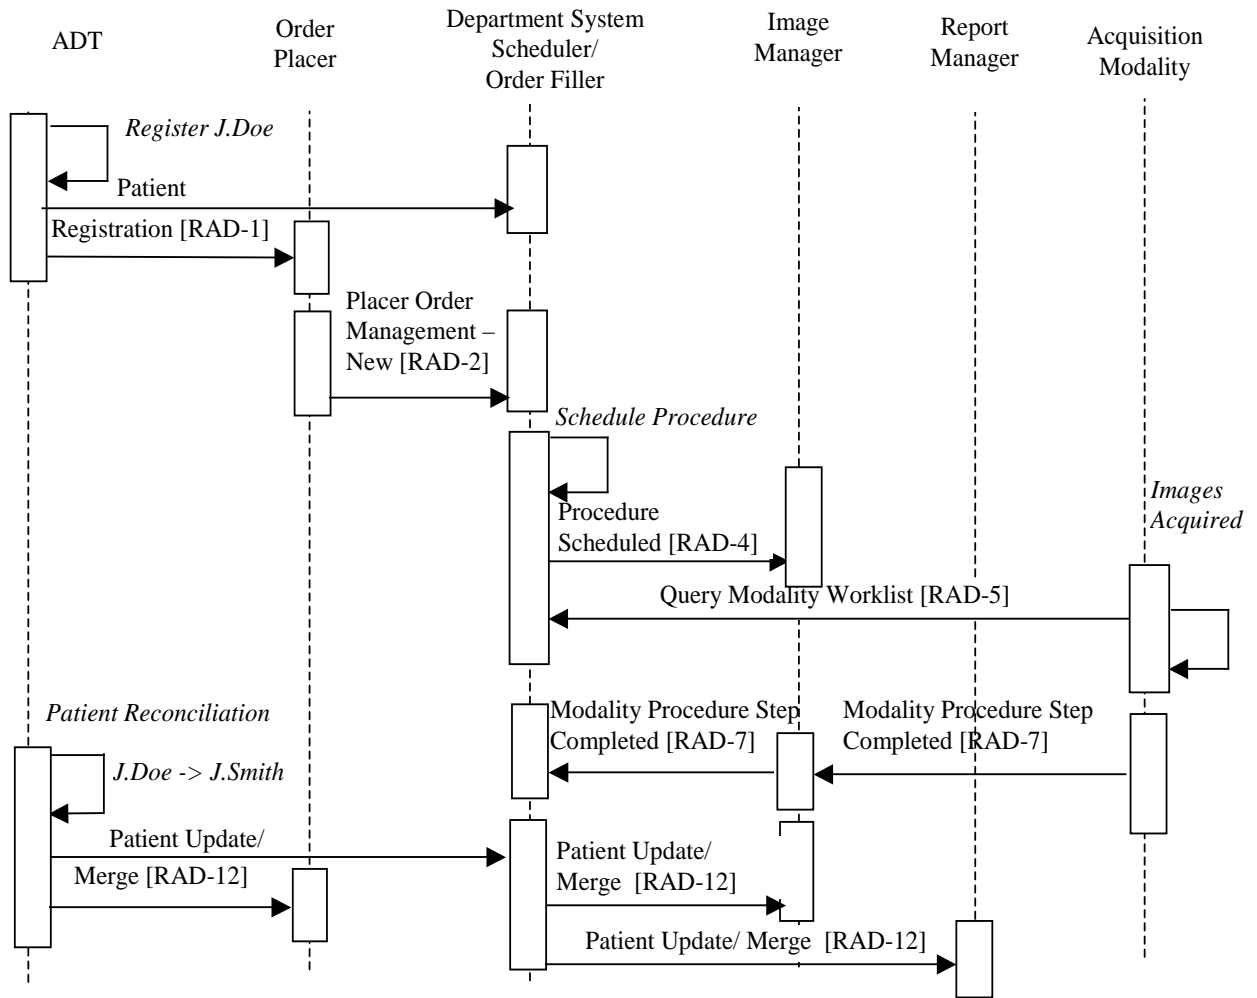 ADT
Order
Placer
Department System
Scheduler/
Order Filler
Image
Manager
Report
Manager
Acquisition
Modality
Register J.Doe
Patient
Registration [RAD-1]
Placer Order
Management –
New [RAD-2]
Schedule Procedure
Images
Acquired
Procedure
Scheduled [RAD-4]
Query Modality Worklist [RAD-5]
Patient Reconciliation
Modality Procedure Step
Completed [RAD-7]
Modality Procedure Step
Completed [RAD-7]
J.Doe -> J.Smith
Patient Update/
Merge [RAD-12]
Patient Update/
Merge [RAD-12]
Patient Update/ Merge [RAD-12]